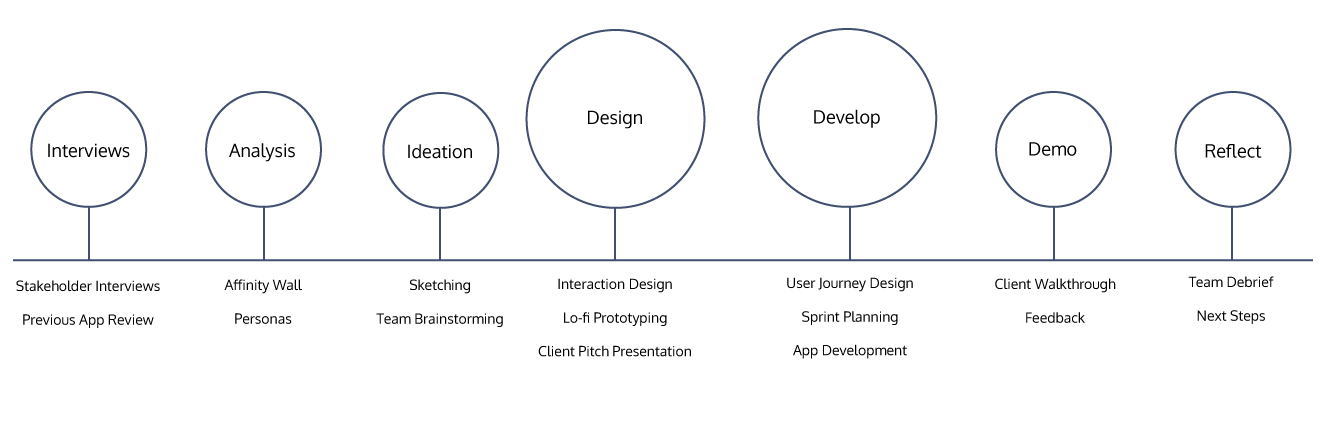 Interviews
Analysis
Ideation
Design
Develop
Demo
Reflect
Stakeholder Interviews
Previous App Review
Affinity Wall
Personas
Sketching
Team Brainstorming
Interaction Design
Lo-fi Prototyping
Client Pitch Presentation
User Journey Design
Sprint Planning
App Development
Client Walkthrough
Feedback
Team Debrief
Next Steps